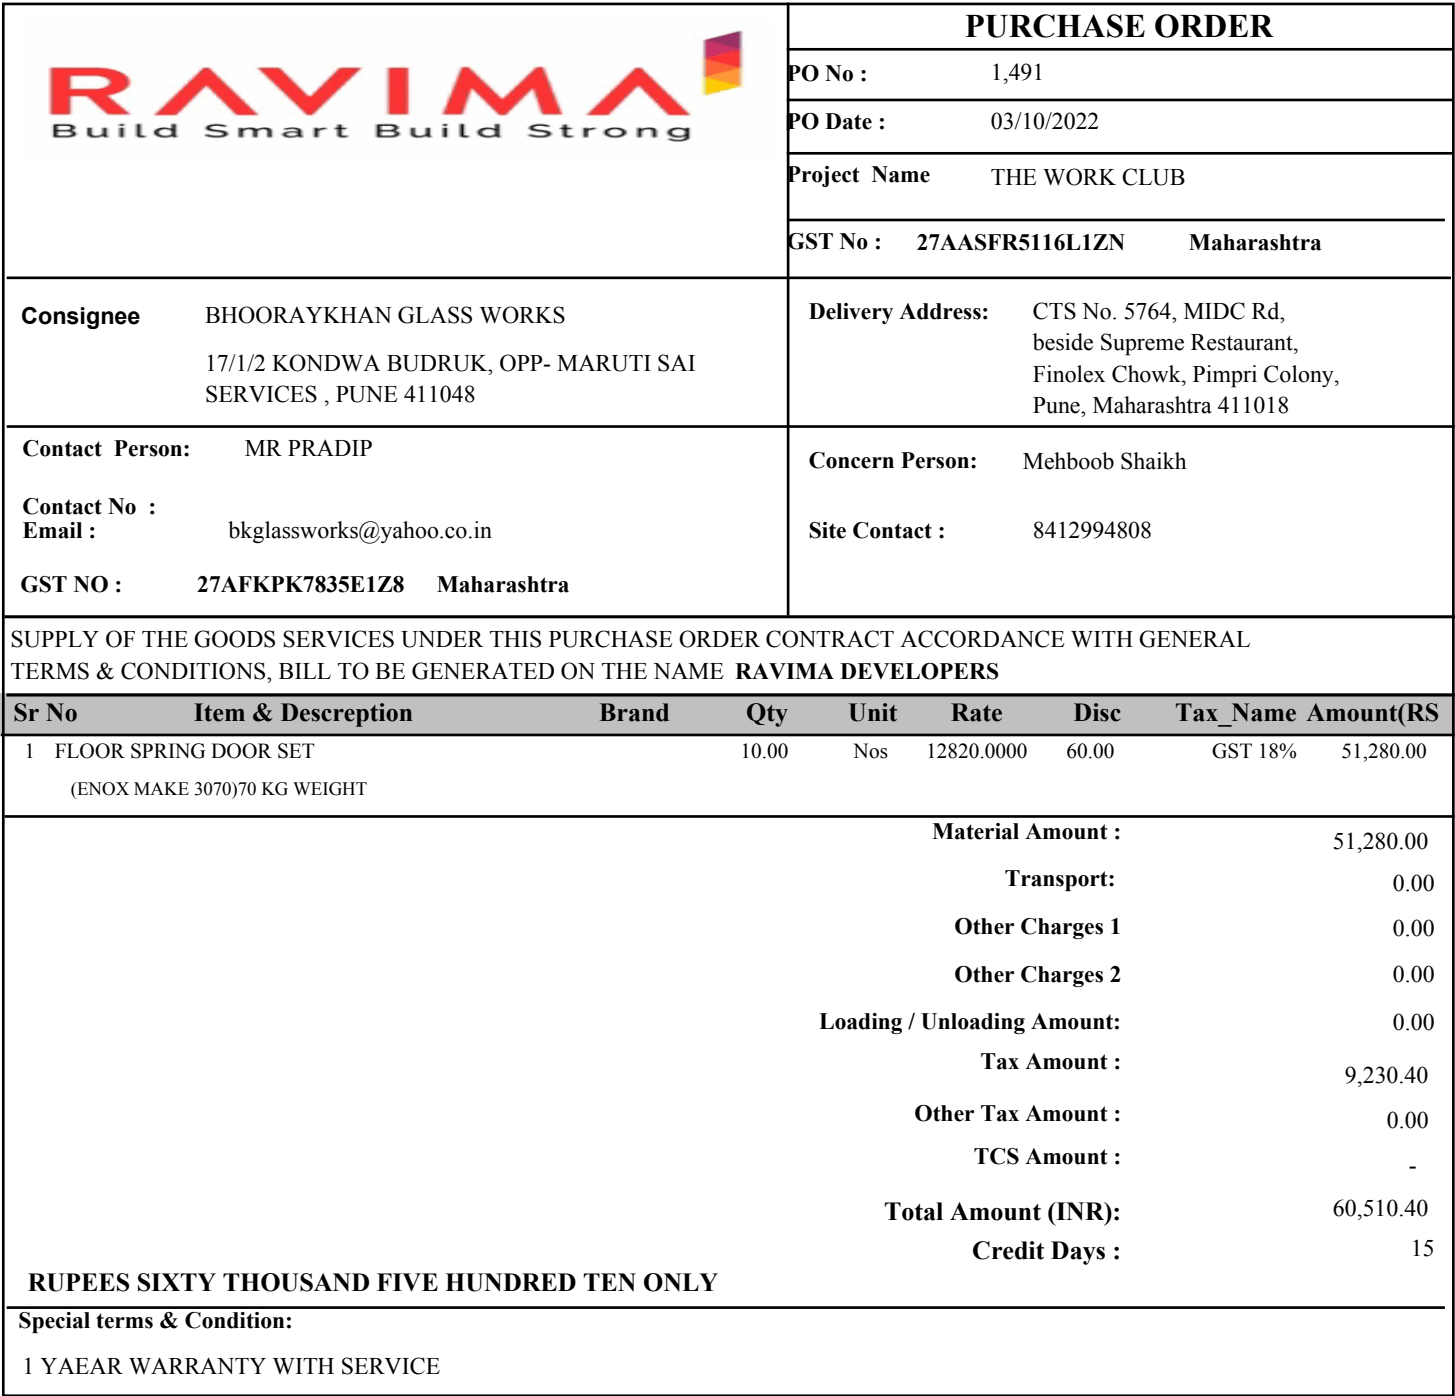 RAVIMA
Build Smart Build Strong
PURCHASE ORDER
PO No : 1,491
PO Date : 03/10/2022
Project Name THE WORK CLUB
GST No : 27AASFR5116L1ZN Maharashtra
Consignee BHOORAYKHAN GLASS WORKS
17/1/2 KONDWA BUDRUK, OPP- MARUTI SAI
SERVICES , PUNE 411048
Delivery Address: CTS No. 5764, MIDC Rd,
beside Supreme Restaurant,
Finolex Chowk, Pimpri Colony,
Pune, Maharashtra 411018
Contact Person: MR PRADIP
Contact No :
Email : bkglassworks@yahoo.co.in
GST NO : 27AFKPK7835E1Z8 Maharashtra
Concern Person: Mehboob Shaikh
Site Contact : 8412994808
SUPPLY OF THE GOODS SERVICES UNDER THIS PURCHASE ORDER CONTRACT ACCORDANCE WITH GENERAL
TERMS & CONDITIONS, BILL TO BE GENERATED ON THE NAME RAVIMA DEVELOPERS
Sr No Item & Descreption Brand Qty Unit Rate Disc Tax_Name Amount(RS
1 FLOOR SPRING DOOR SET 10.00 Nos 12820.0000 60.00 GST 18% 51,280.00
(ENOX MAKE 3070)70 KG WEIGHT
Material Amount : 51,280.00
Transport: 0.00
Other Charges 1 0.00
Other Charges 2 0.00
Loading / Unloading Amount: 0.00
Tax Amount : 9,230.40
Other Tax Amount : 0.00
TCS Amount : -
Total Amount (INR): 60,510.40
Credit Days : 15
RUPEES SIXTY THOUSAND FIVE HUNDRED TEN ONLY
Special terms & Condition:
1 YAEAR WARRANTY WITH SERVICE